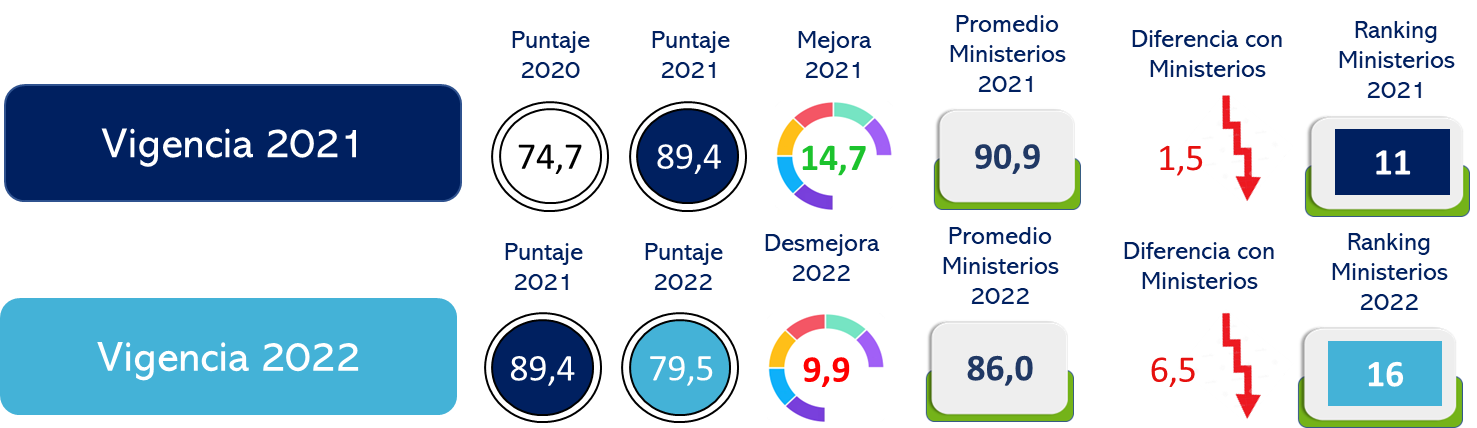 Puntaje
2020
Puntaje
2021
Mejora
2021
Promedio
Ministerios
2021
Diferencia con
Ministerios
Ranking
Ministerios
2021
Vigencia 2021
74,7
89,4
14,7
90,9
1,5
11
Puntaje
2021
Puntaje
2022
Desmejora
2022
Promedio
Ministerios
2022
Diferencia con
Ministerios
Ranking
Ministerios
2022
Vigencia 2022
89,4
79,5
9,9
86,0
6,5
16